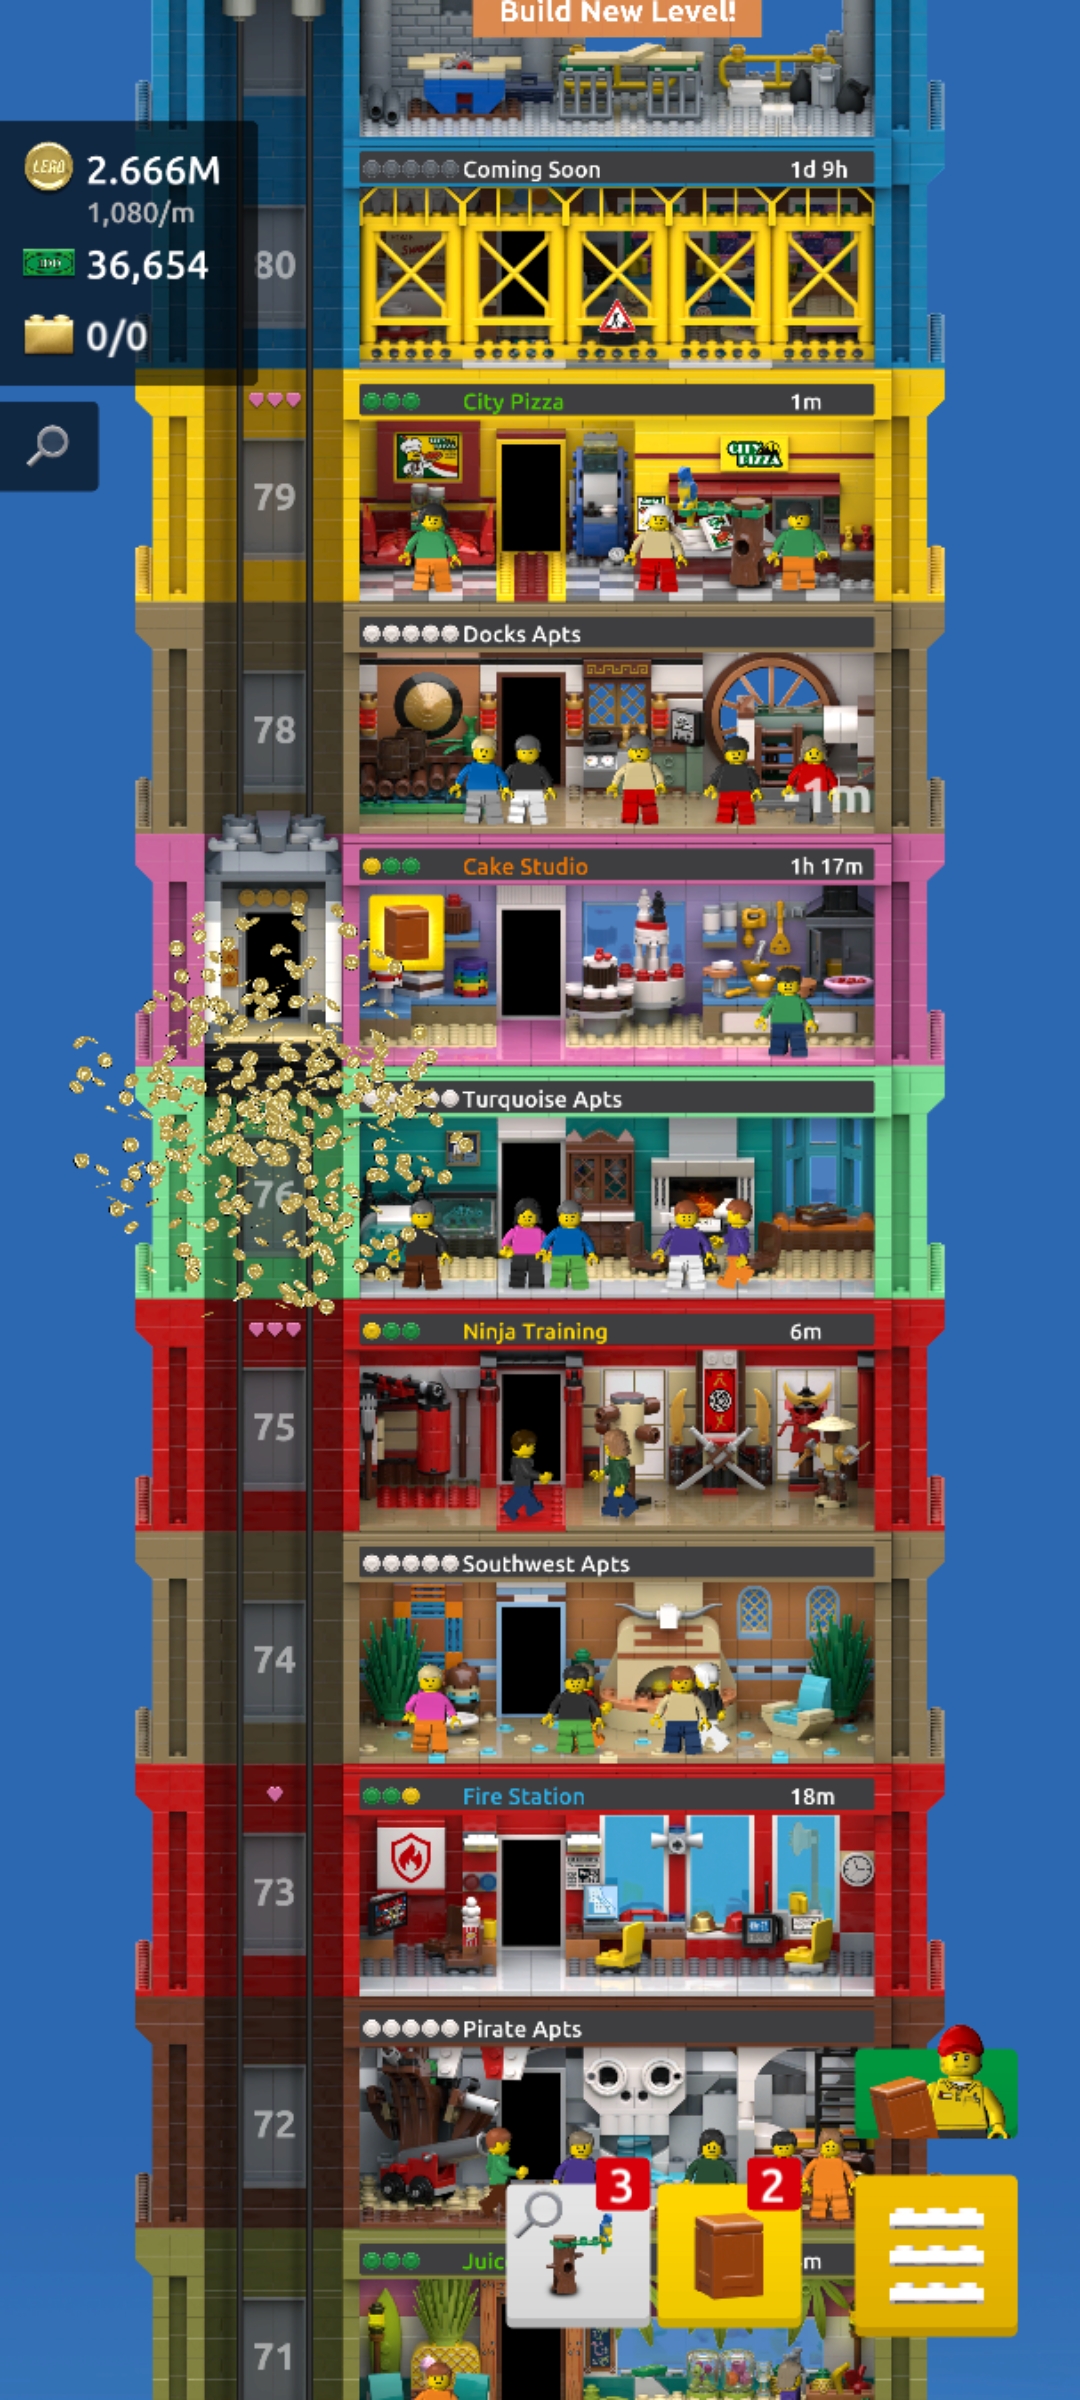 Build New Level!
LEGO
2.666M
1,080/m
36,654
0/0
Coming Soon
1d 9h
80
City Pizza
1m
CITY PIZZA
79
Docks Apts
78
-1m
Cake Studio
1h 17m
Turquoise Apts
76
Ninja Training
6m
75
Southwest Apts
74
Fire Station
18m
73
Pirate Apts
72
3
2
Juic
m
71